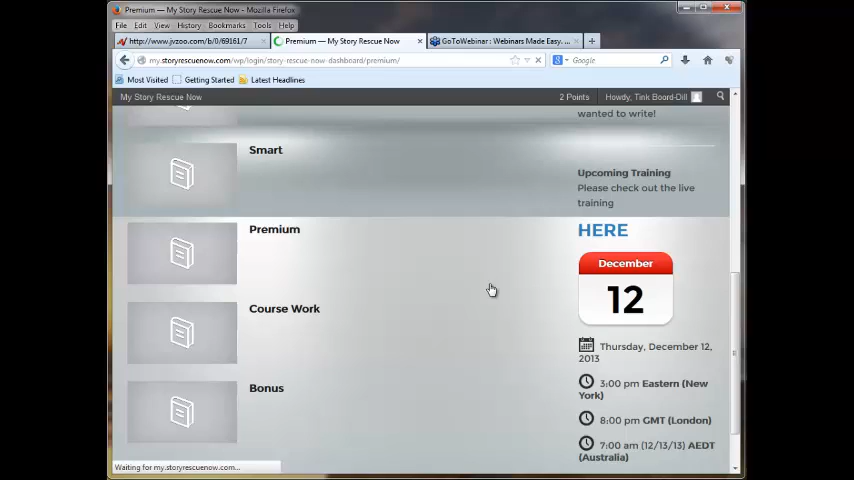 Premium — My Story Rescue Now - Mozilla Firefox
File Edit View History Bookmarks Tools Help
http://www.jvzoo.com/b/0/69161/7
Premium — My Story Rescue Now
GoToWebinar : Webinars Made Easy. ...
my.storyrescuenow.com/wp/login/story-rescue-now-dashboard/premium/
Google
Most Visited Getting Started Latest Headlines
My Story Rescue Now
2 Points
Howdy, Tink Boord-Dill
wanted to write!
Smart
Upcoming Training
Please check out the live
training
HERE
Premium
December
12
Course Work
Thursday, December 12,
2013
3:00 pm Eastern (New
York)
Bonus
8:00 pm GMT (London)
7:00 am (12/13/13) AEDT
(Australia)
Waiting for my.storyrescuenow.com...